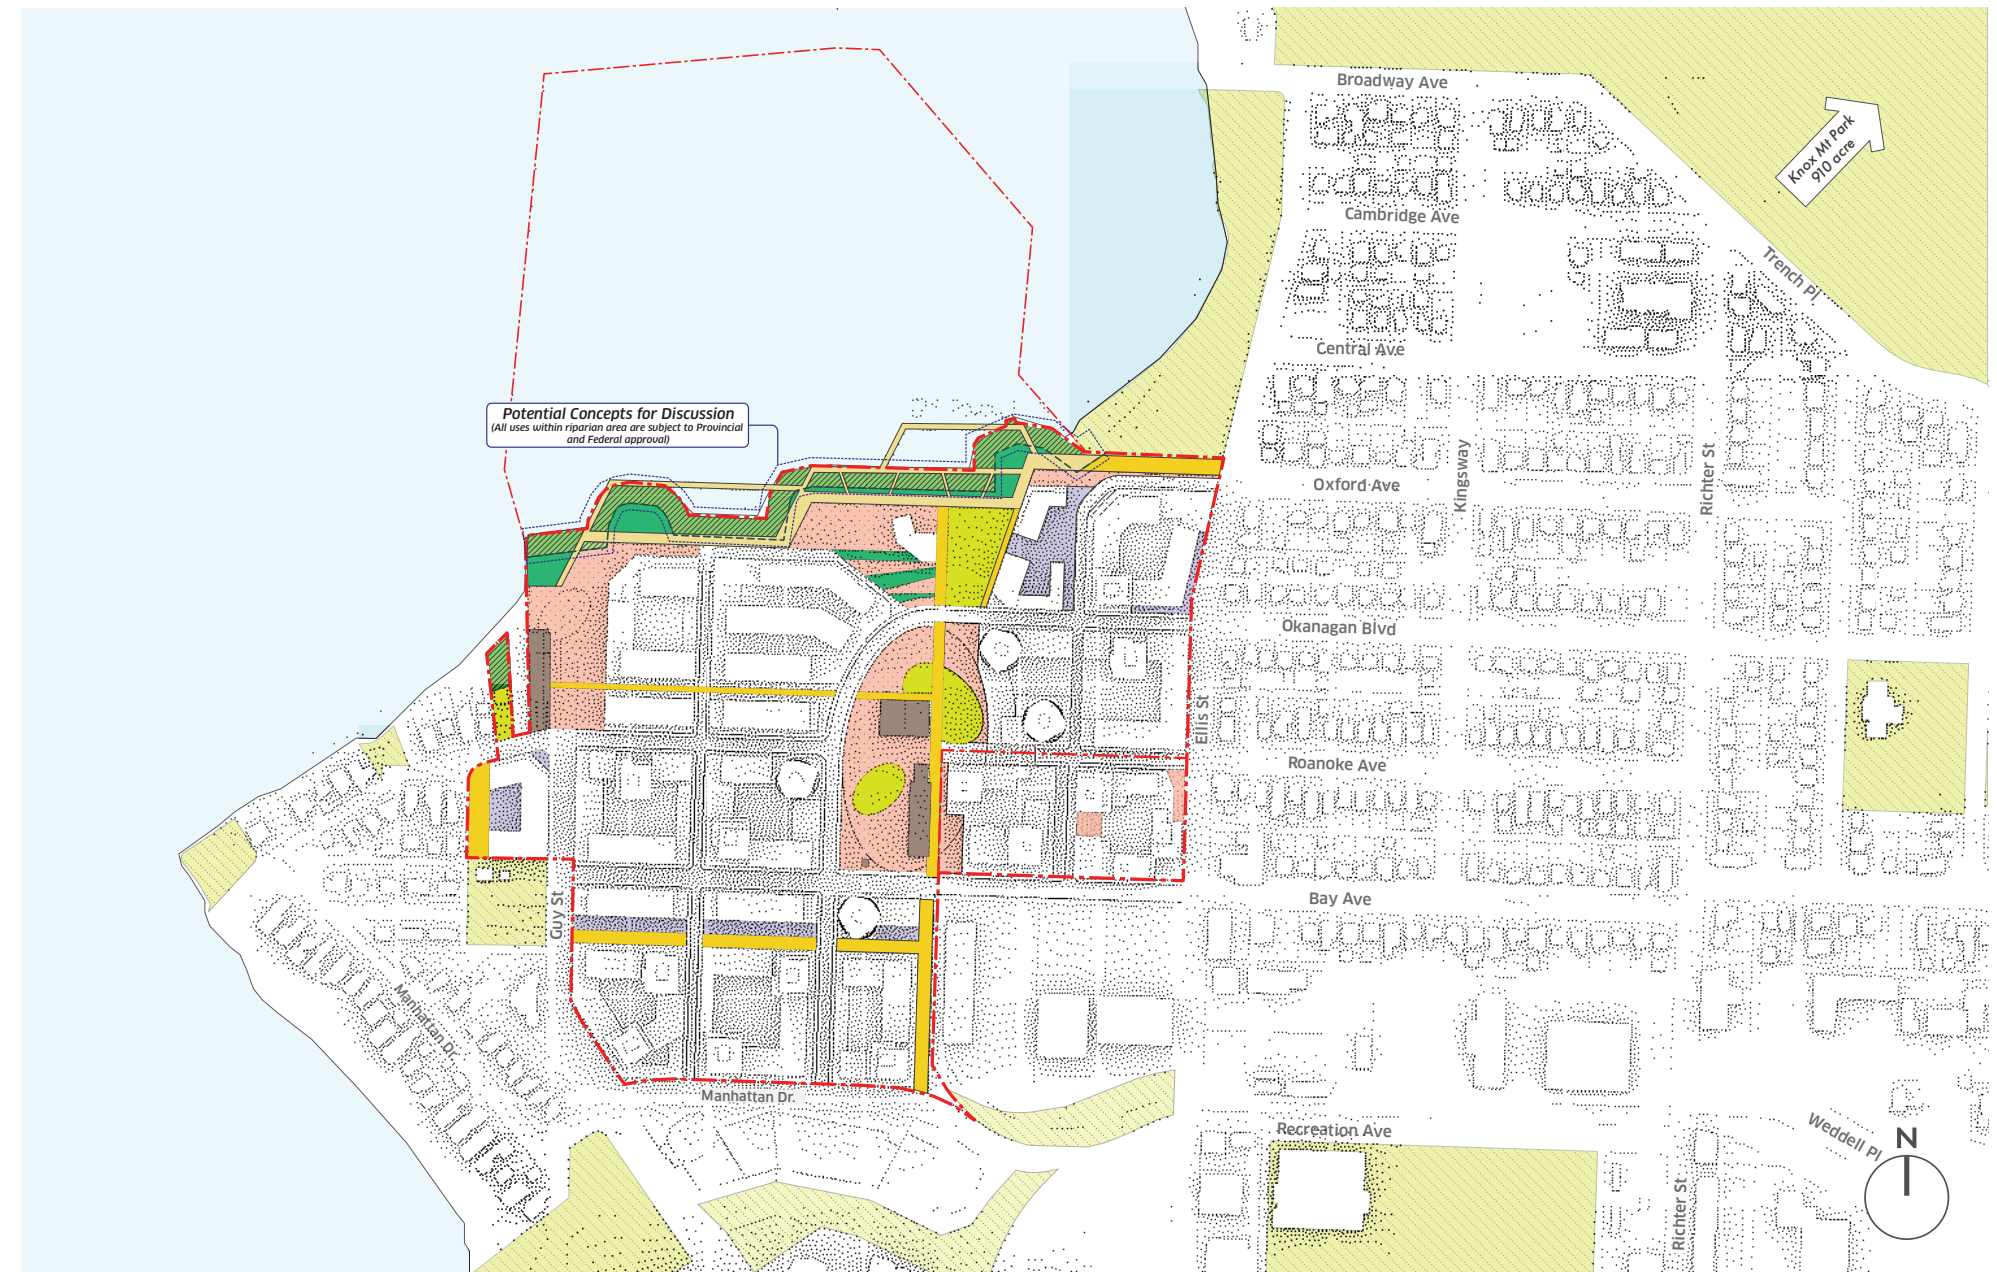 Broadway Ave
Knox Mt Park
910 acre
Cambridge Ave
Trench Pl
Central Ave
Potential Concepts for Discussion
(All uses within riparian area are subject to Provincial
and Federal approval)
Kingsway
Richter St
Oxford Ave
Okanagan Blvd
Ellis St
Roanoke Ave
Guy St
Bay Ave
Manhattan Dr.
Manhattan Dr.
Recreation Ave
Weddell Pl
N
Richter St